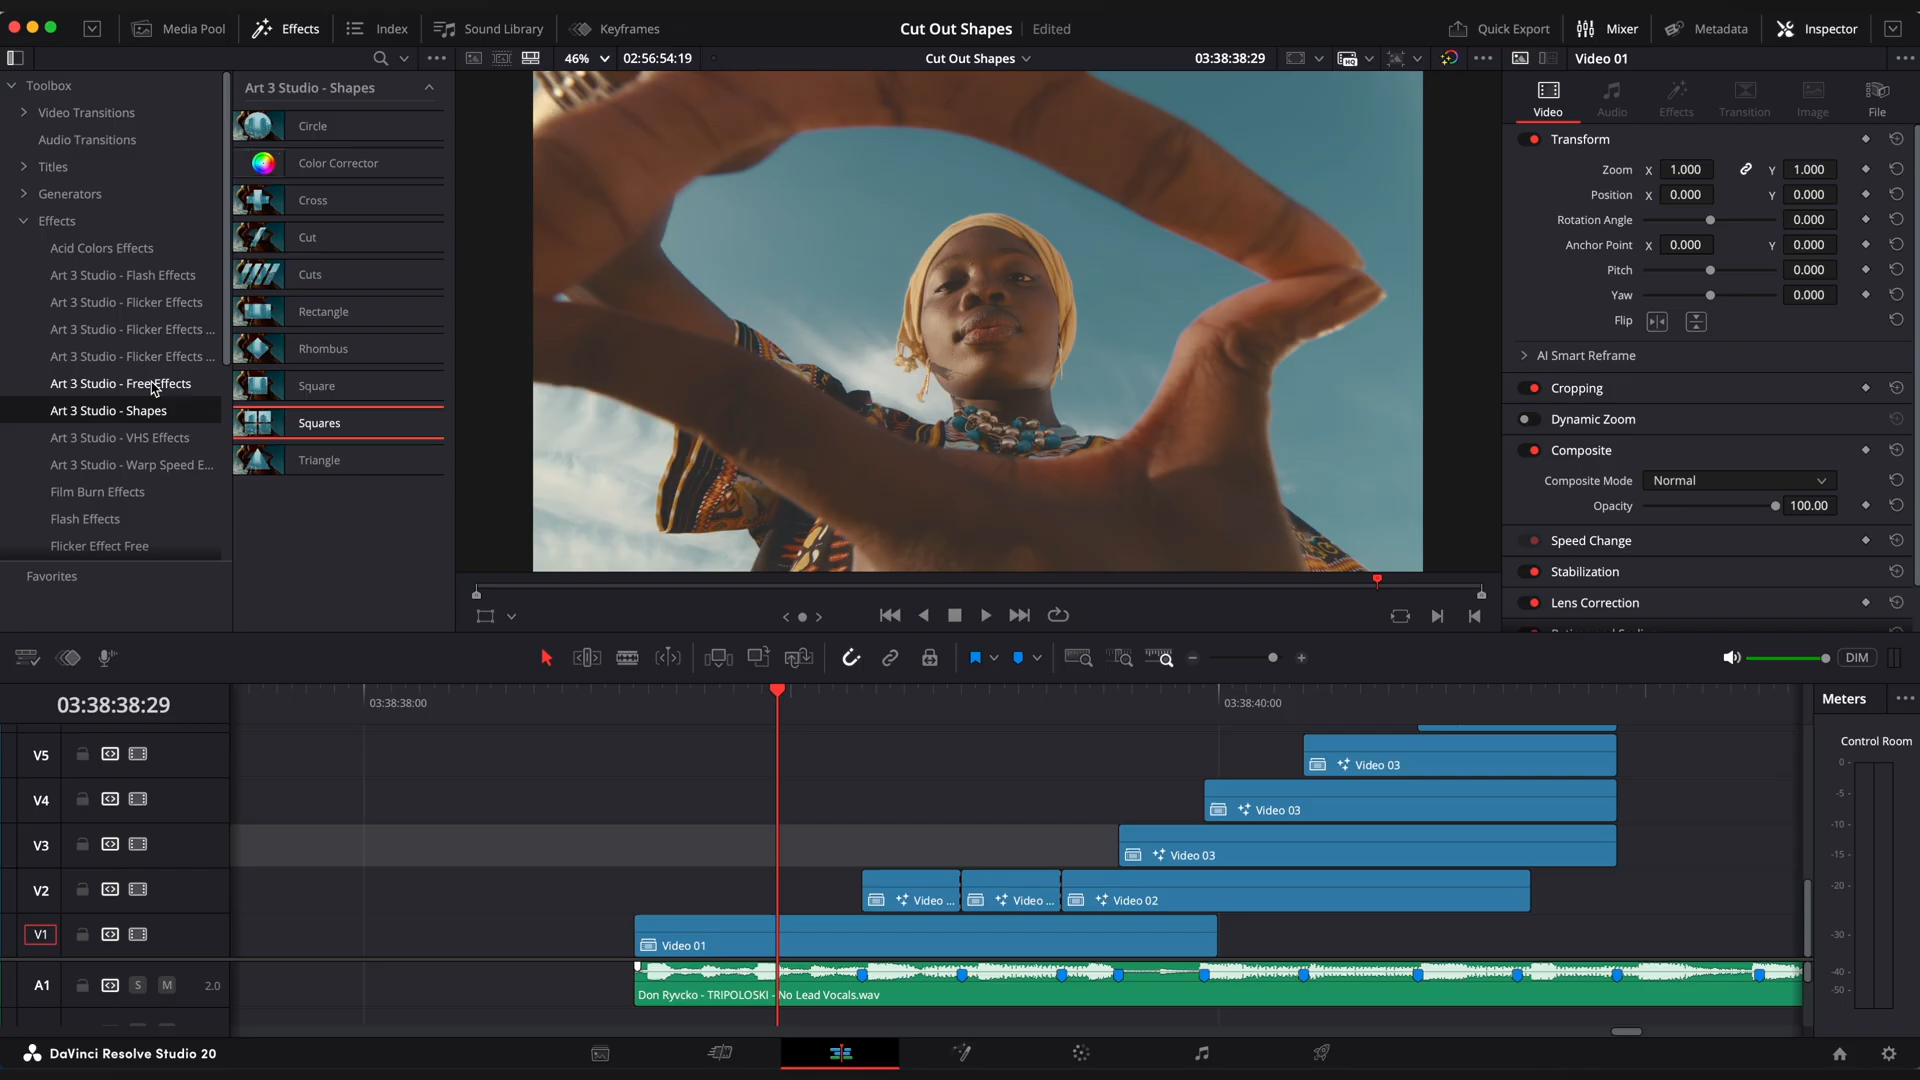 Media Pool
Effects
Index
Sound Library
Keyframes
Cut Out Shapes
Edited
Quick Export
Mixer
Metadata
Inspector
46%
02:56:54:19
Cut Out Shapes
03:38:38:29
Video 01
Toolbox
Video Transitions
Audio Transitions
Titles
Generators
Effects
Acid Colors Effects
Art 3 Studio - Flash Effects
Art 3 Studio - Flicker Effects
Art 3 Studio - Flicker Effects ...
Art 3 Studio - Flicker Effects ...
Art 3 Studio - Free Effects
Art 3 Studio - Shapes
Art 3 Studio - VHS Effects
Art 3 Studio - Warp Speed E...
Film Burn Effects
Flash Effects
Flicker Effect Free
Favorites
Art 3 Studio - Shapes
Circle
Color Corrector
Cross
Cut
Cuts
Rectangle
Rhombus
Square
Squares
Triangle
Video
Audio
Effects
Transition
Image
File
Transform
Zoom X 1.000 Y 1.000
Position X 0.000 Y 0.000
Rotation Angle 0.000
Anchor Point X 0.000 Y 0.000
Pitch 0.000
Yaw 0.000
Flip
AI Smart Reframe
Cropping
Dynamic Zoom
Composite
Composite Mode Normal
Opacity 100.00
Speed Change
Stabilization
Lens Correction
DIM
03:38:38:29
03:38:38:00
03:38:40:00
Meters
Control Room
V5
Video 03
V4
Video 03
V3
Video 03
V2
Video ...
Video ...
Video 02
V1
Video 01
A1
S
M
2.0
Don Ryvcko - TRIPOLOSKI - No Lead Vocals.wav
0
-5
-10
-15
-20
-30
-40
-50
DaVinci Resolve Studio 20